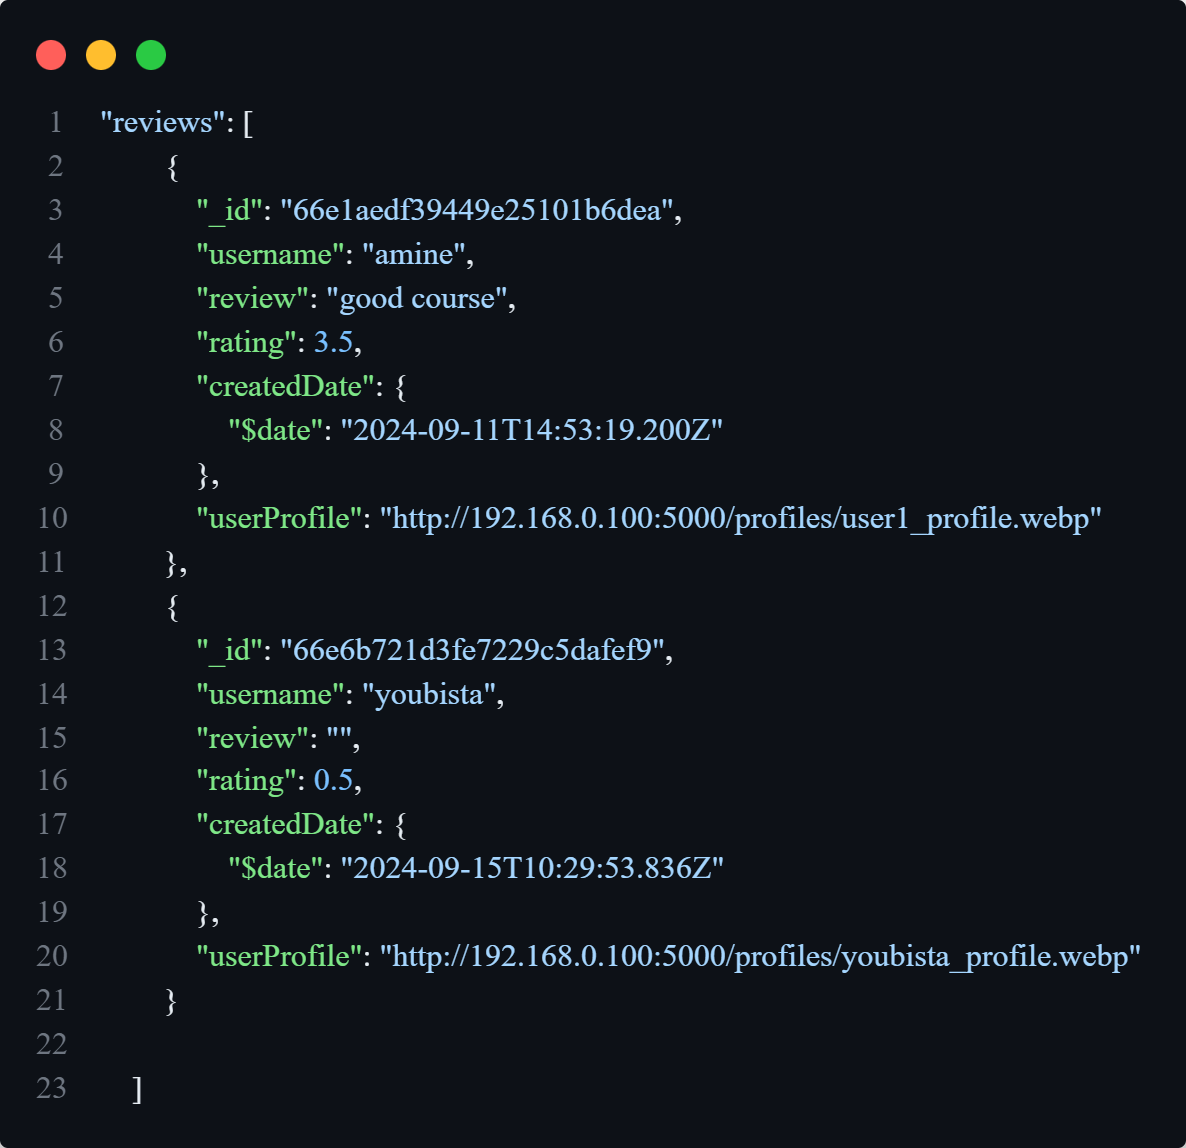 1 "reviews": [
2 {
3 "_id": "66e1aedf39449e25101b6dea",
4 "username": "amine",
5 "review": "good course",
6 "rating": 3.5,
7 "createdDate": {
8 "$date": "2024-09-11T14:53:19.200Z"
9 },
10 "userProfile": "http://192.168.0.100:5000/profiles/user1_profile.webp"
11 },
12 {
13 "_id": "66e6b721d3fe7229c5dafef9",
14 "username": "youbista",
15 "review": "",
16 "rating": 0.5,
17 "createdDate": {
18 "$date": "2024-09-15T10:29:53.836Z"
19 },
20 "userProfile": "http://192.168.0.100:5000/profiles/youbista_profile.webp"
21 }
22
23 ]